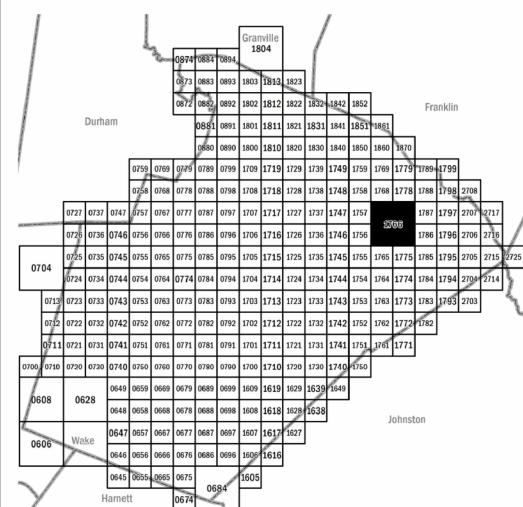 Granville
1804
0874 0884 0894
0873 0883 0893 1803 1813 1823
0872 0882 0892 1802 1812 1822 1832 1842 1852
Durham
Franklin
0881 0891 1801 1811 1821 1831 1841 1851 1861
0880 0890 1800 1810 1820 1830 1840 1850 1860 1870
0759 0769 0779 0789 0799 1709 1719 1729 1739 1749 1759 1769 1779 1789 1799
0758 0768 0778 0788 0798 1708 1718 1728 1738 1748 1758 1768 1778 1788 1798 2708
0727 0737 0747 0757 0767 0777 0787 0797 1707 1717 1727 1737 1747 1757 1787 1797 2707 2717
1766
0726 0736 0746 0756 0766 0776 0786 0796 1706 1716 1726 1736 1746 1756 1786 1796 2706 2716
0725 0735 0745 0755 0765 0775 0785 0795 1705 1715 1725 1735 1745 1755 1765 1775 1785 1795 2705 2715 2725
0704
0724 0734 0744 0754 0764 0774 0784 0794 1704 1714 1724 1734 1744 1754 1764 1774 1784 1794 2704 2714
0713 0723 0733 0743 0753 0763 0773 0783 0793 1703 1713 1723 1733 1743 1753 1763 1773 1783 1793 2703
0712 0722 0732 0742 0752 0762 0772 0782 0792 1702 1712 1722 1732 1742 1752 1762 1772 1782
0711 0721 0731 0741 0751 0761 0771 0781 0791 1701 1711 1721 1731 1741 1751 1761 1771
0700 0710 0720 0730 0740 0750 0760 0770 0780 0790 1700 1710 1720 1730 1740 1750
0608 0628
0649 0659 0669 0679 0689 0699 1609 1619 1629 1639 1649
0648 0658 0668 0678 0688 0698 1608 1618 1628 1638
Johnston
0606
Wake
0647 0657 0667 0677 0687 0697 1607 1617 1627
0646 0656 0666 0676 0686 0696 1606 1616
0645 0655 0665 0675 0684 1605
Harnett
0674